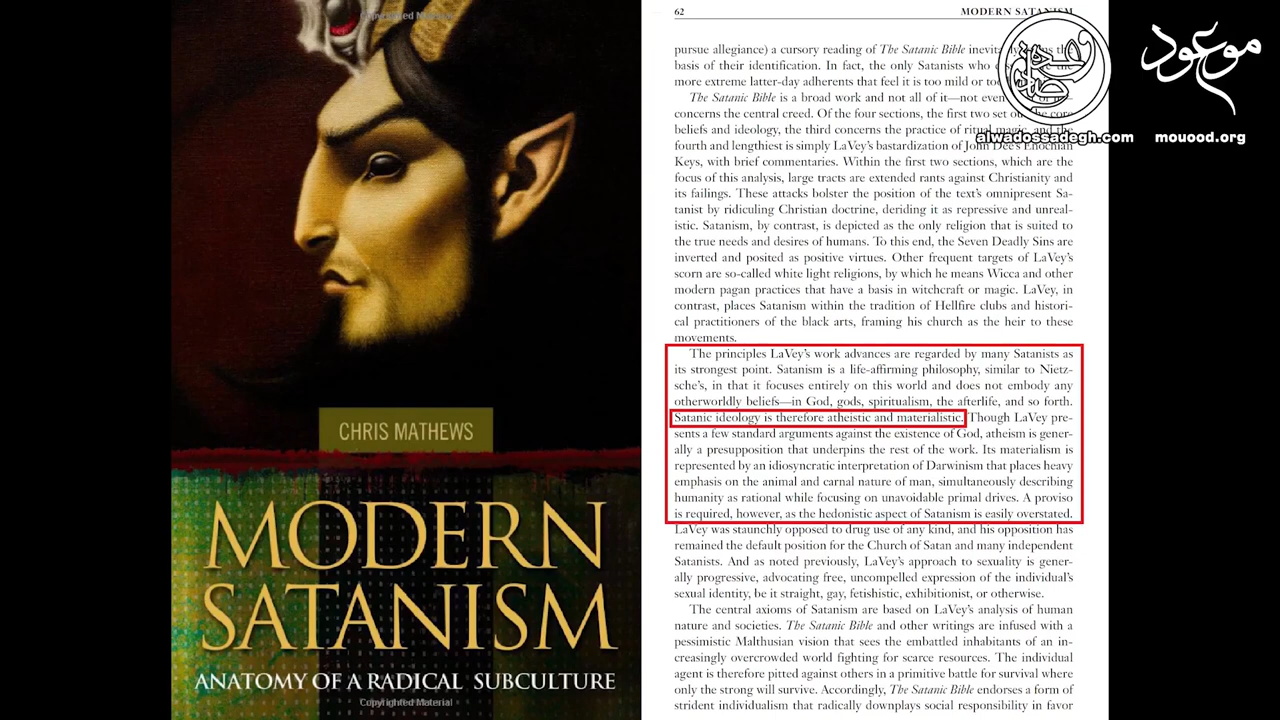 Copyrighted Material
CHRIS MATHEWS
MODERN
SATANISM
ANATOMY OF A RADICAL SUBCULTURE
Copyrighted Material
62 MODERN SATANISM
pursue allegiance) a cursory reading of The Satanic Bible the
basis of their identification. In fact, the only Satanists who the
more extreme latter-day adherents that feel it is too mild or
The Satanic Bible is a broad work and not all of it—not even
concerns the central creed. Of the four sections, the first two set out the core
beliefs and ideology, the third concerns the practice of ritual magic, and the
fourth and lengthiest is simply LaVey's bastardization of John Dee's Enochian
Keys, with brief commentaries. Within the first two sections, which are the
focus of this analysis, large tracts are extended rants against Christianity and
its failings. These attacks bolster the position of the text's omnipresent Sa-
tanist by ridiculing Christian doctrine, deriding it as repressive and unreal-
istic. Satanism, by contrast, is depicted as the only religion that is suited to
the true needs and desires of humans. To this end, the Seven Deadly Sins are
inverted and posited as positive virtues. Other frequent targets of LaVey's
scorn are so-called white light religions, by which he means Wicca and other
modern pagan practices that have a basis in witchcraft or magic. LaVey, in
contrast, places Satanism within the tradition of Hellfire clubs and histori-
cal practitioners of the black arts, framing his church as the heir to these
movements.
The principles LaVey's work advances are regarded by many Satanists as
its strongest point. Satanism is a life-affirming philosophy, similar to Nietz-
sche's, in that it focuses entirely on this world and does not embody any
otherworldly beliefs—in God, gods, spiritualism, the afterlife, and so forth.
Satanic ideology is therefore atheistic and materialistic. Though LaVey pre-
sents a few standard arguments against the existence of God, atheism is gener-
ally a presupposition that underpins the rest of the work. Its materialism is
represented by an idiosyncratic interpretation of Darwinism that places heavy
emphasis on the animal and carnal nature of man, simultaneously describing
humanity as rational while focusing on unavoidable primal drives. A proviso
is required, however, as the hedonistic aspect of Satanism is easily overstated.
LaVey was staunchly opposed to drug use of any kind, and his opposition has
remained the default position for the Church of Satan and many independent
Satanists. And as noted previously, LaVey's approach to sexuality is gener-
ally progressive, advocating free, uncompelled expression of the individual's
sexual identity, be it straight, gay, fetishistic, exhibitionist, or otherwise.
The central axioms of Satanism are based on LaVey's analysis of human
nature and societies. The Satanic Bible and other writings are infused with a
pessimistic Malthusian vision that sees the embattled inhabitants of an in-
creasingly overcrowded world fighting for scarce resources. The individual
agent is therefore pitted against others in a primitive battle for survival where
only the strong will survive. Accordingly, The Satanic Bible endorses a form of
strident individualism that radically downplays social responsibility in favor
موعود
alwadossadegh.com
mouood.org